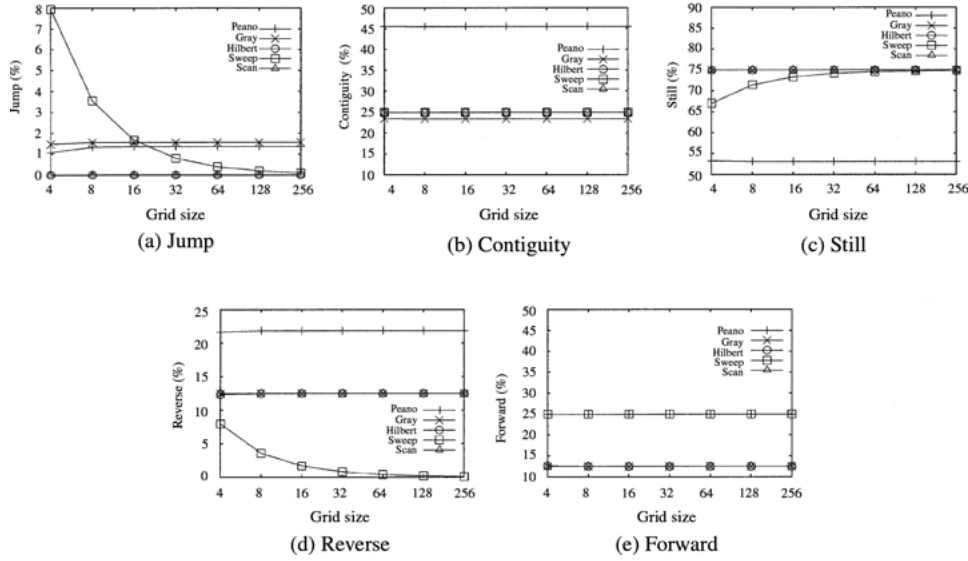 8
7
6
5
4
3
2
1
0
Jump (%)
Peano
Gray
Hilbert
Sweep
Scan
4 8 16 32 64 128 256
Grid size
(a) Jump
50
45
40
35
30
25
20
15
10
Contiguity (%)
Peano
Gray
Hilbert
Sweep
Scan
4 8 16 32 64 128 256
Grid size
(b) Contiguity
90
85
80
75
70
65
60
55
53
50
Still (%)
Peano
Gray
Hilbert
Sweep
Scan
4 8 16 32 64 128 256
Grid size
(c) Still
25
20
15
10
5
0
Reverse (%)
Peano
Gray
Hilbert
Sweep
Scan
4 8 16 32 64 128 256
Grid size
(d) Reverse
50
45
40
35
30
25
20
15
10
Forward (%)
Peano
Gray
Hilbert
Sweep
Scan
4 8 16 32 64 128 256
Grid size
(e) Forward